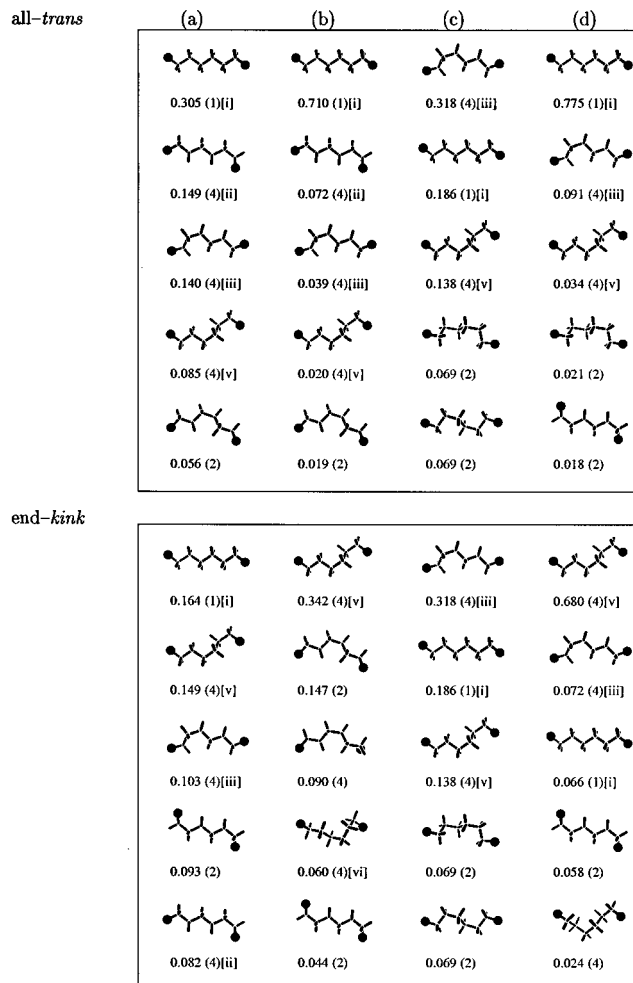 all–trans (a) (b) (c) (d)
0.305 (1)[i] 0.710 (1)[i] 0.318 (4)[iii] 0.775 (1)[i]
0.149 (4)[ii] 0.072 (4)[ii] 0.186 (1)[i] 0.091 (4)[iii]
0.140 (4)[iii] 0.039 (4)[iii] 0.138 (4)[v] 0.034 (4)[v]
0.085 (4)[v] 0.020 (4)[v] 0.069 (2) 0.021 (2)
0.056 (2) 0.019 (2) 0.069 (2) 0.018 (2)
end–kink
0.164 (1)[i] 0.342 (4)[v] 0.318 (4)[iii] 0.680 (4)[v]
0.149 (4)[v] 0.147 (2) 0.186 (1)[i] 0.072 (4)[iii]
0.103 (4)[iii] 0.090 (4) 0.138 (4)[v] 0.066 (1)[i]
0.093 (2) 0.060 (4)[vi] 0.069 (2) 0.058 (2)
0.082 (4)[ii] 0.044 (2) 0.069 (2) 0.024 (4)